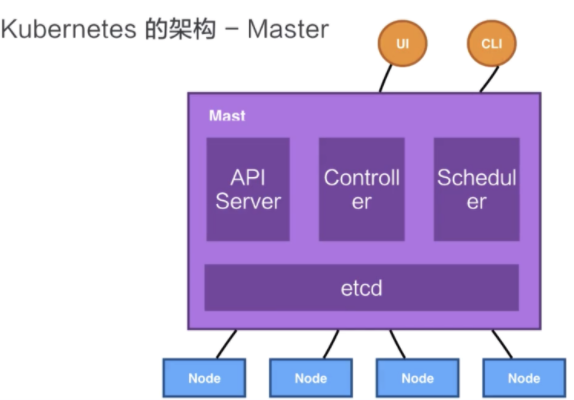 Kubernetes 的架构 – Master
UI
CLI
Mast
API
Server
Controll
er
Schedul
er
etcd
Node
Node
Node
Node